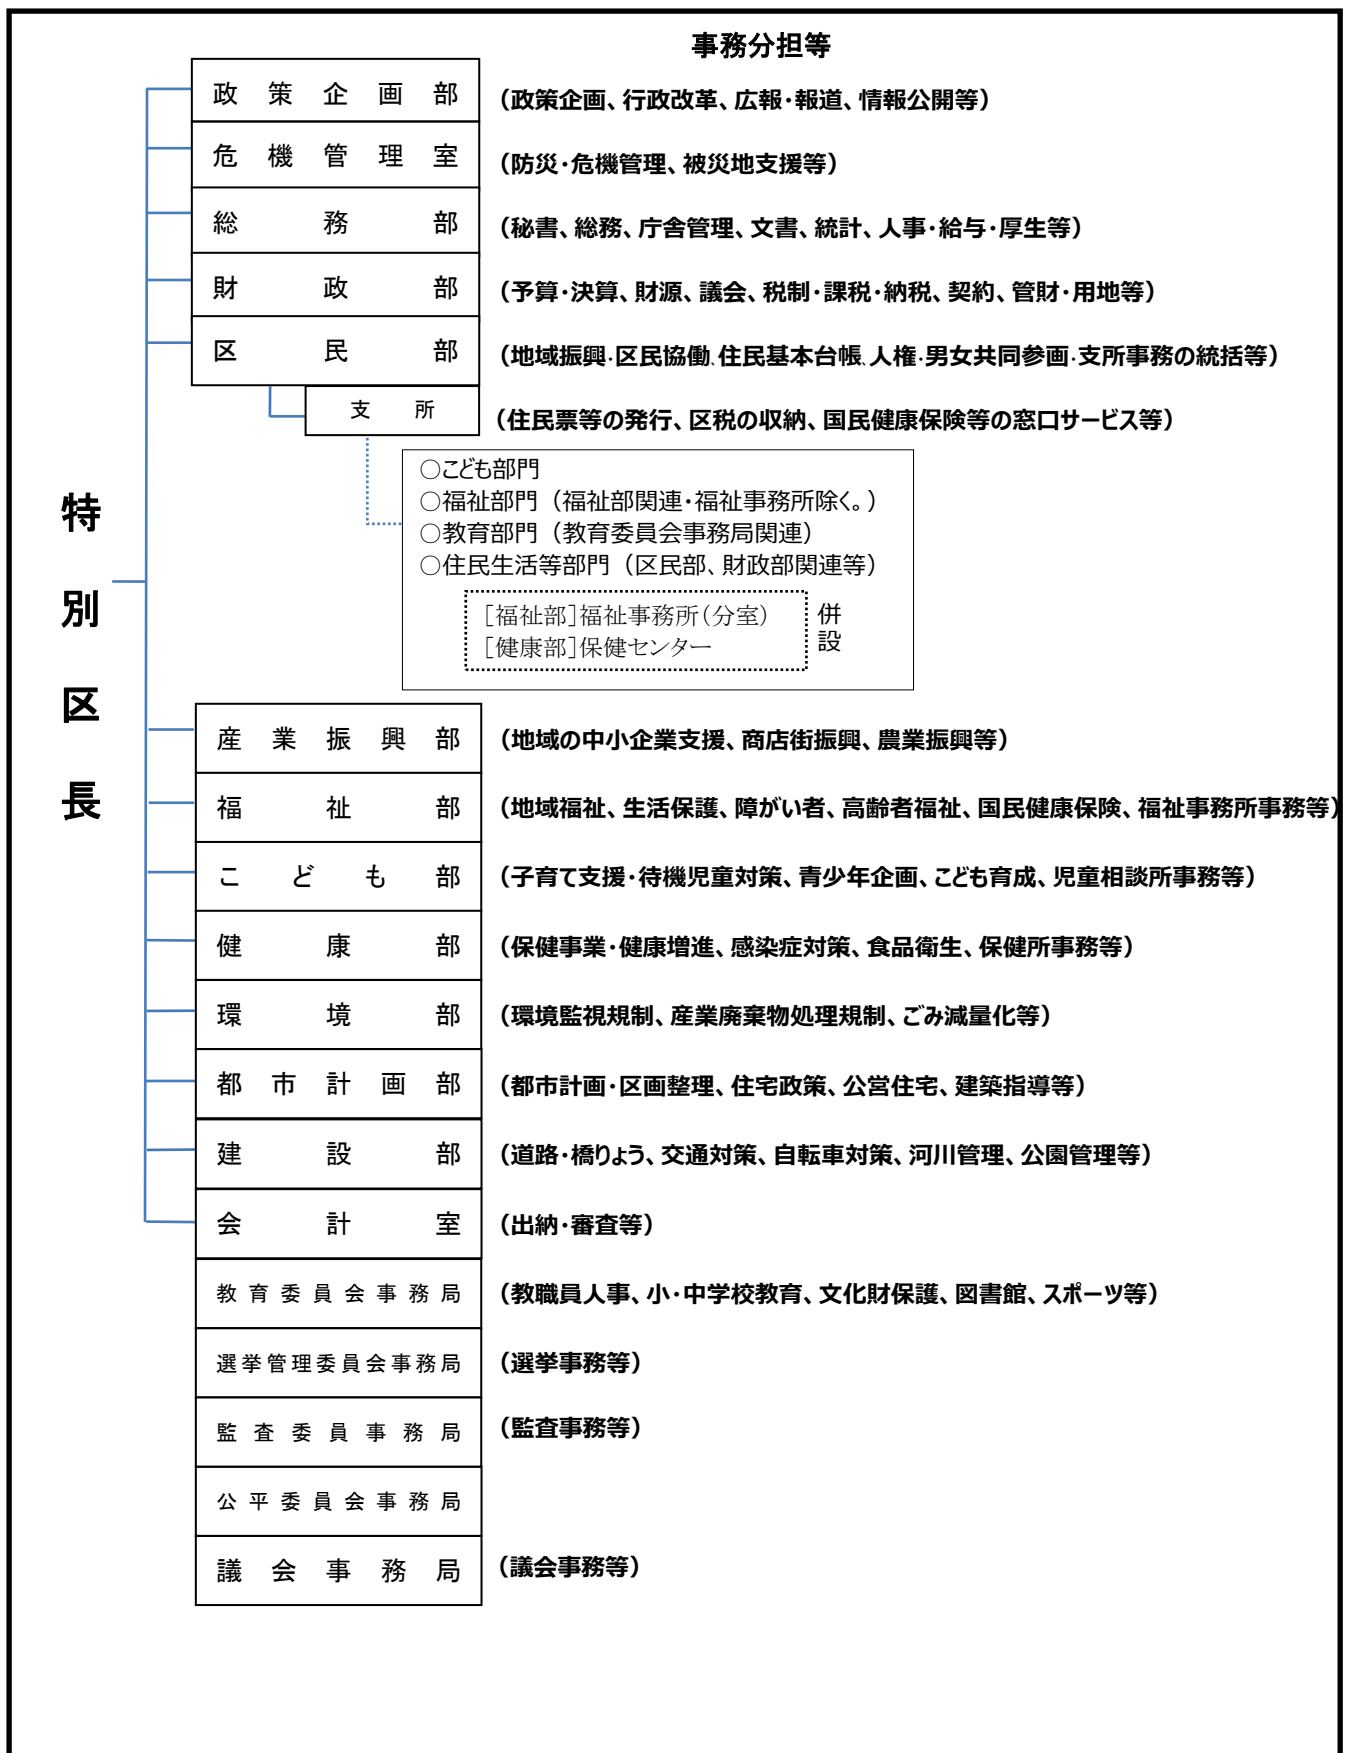 事務分担等
政策企画部 (政策企画、行政改革、広報・報道、情報公開等)
危機管理室 (防災・危機管理、被災地支援等)
総務部 (秘書、総務、庁舎管理、文書、統計、人事・給与・厚生等)
財政部 (予算・決算、財源、議会、税制・課税・納税、契約、管財・用地等)
区民部 (地域振興・区民協働、住民基本台帳、人権・男女共同参画・支所事務の統括等)
支所 (住民票等の発行、区税の収納、国民健康保険等の窓口サービス等)
○こども部門
○福祉部門(福祉部関連・福祉事務所除く。)
○教育部門(教育委員会事務局関連)
○住民生活等部門(区民部、財政部関連等)
[福祉部]福祉事務所(分室)
[健康部]保健センター
併設
特別区長
産業振興部 (地域の中小企業支援、商店街振興、農業振興等)
福祉部 (地域福祉、生活保護、障がい者、高齢者福祉、国民健康保険、福祉事務所事務等)
こども部 (子育て支援・待機児童対策、青少年企画、こども育成、児童相談所事務等)
健康部 (保健事業・健康増進、感染症対策、食品衛生、保健所事務等)
環境部 (環境監視規制、産業廃棄物処理規制、ごみ減量化等)
都市計画部 (都市計画・区画整理、住宅政策、公営住宅、建築指導等)
建設部 (道路・橋りょう、交通対策、自転車対策、河川管理、公園管理等)
会計室 (出納・審査等)
教育委員会事務局 (教職員人事、小・中学校教育、文化財保護、図書館、スポーツ等)
選挙管理委員会事務局 (選挙事務等)
監査委員事務局 (監査事務等)
公平委員会事務局
議会事務局 (議会事務等)